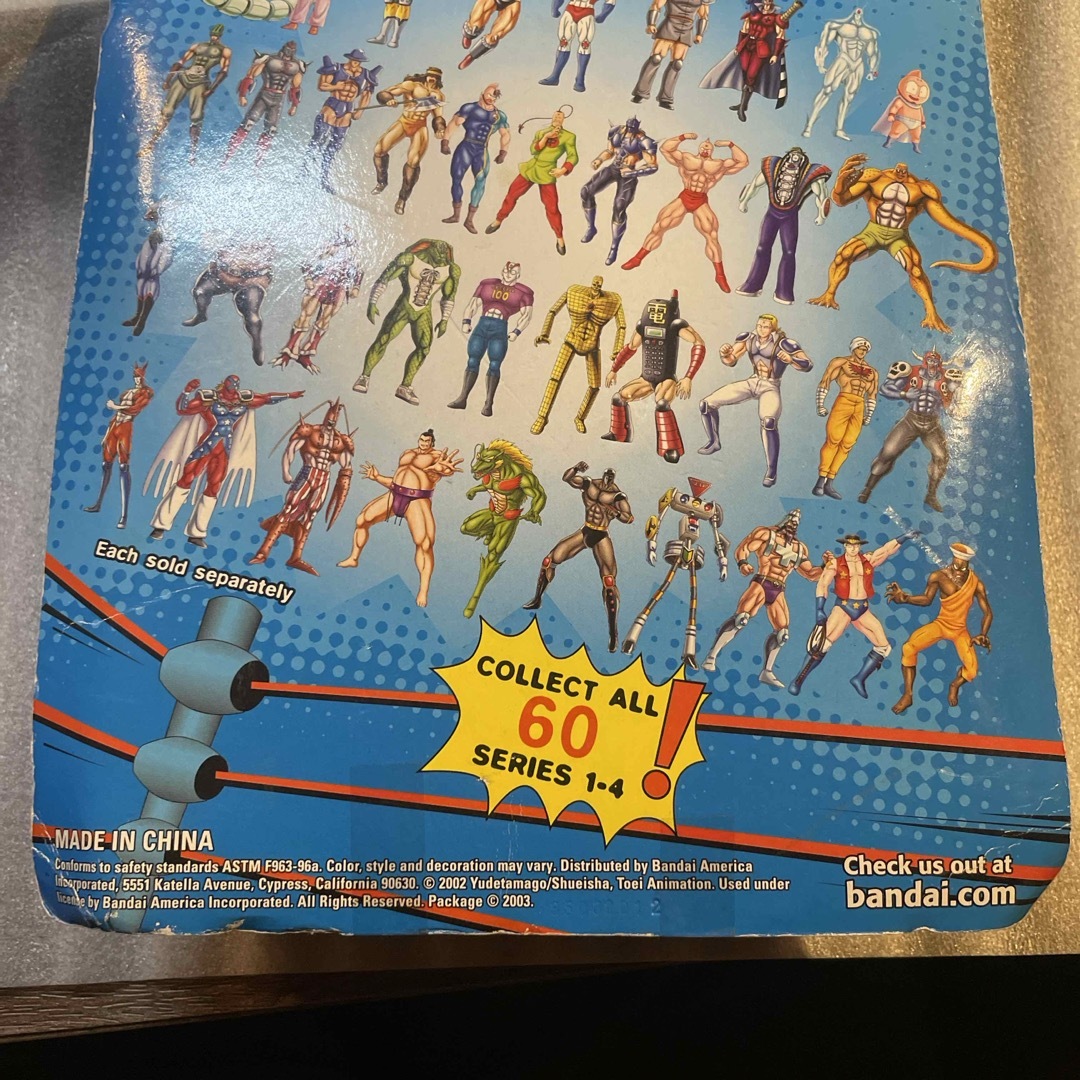 100
電
Each sold separately
COLLECT ALL
60
SERIES 1-4
!
MADE IN CHINA
Conforms to safety standards ASTM F963-96a. Color, style and decoration may vary. Distributed by Bandai America
Incorporated, 5551 Katella Avenue, Cypress, California 90630. © 2002 Yudetamago/Shueisha, Toei Animation. Used under
license by Bandai America Incorporated. All Rights Reserved. Package © 2003.
Check us out at
bandai.com